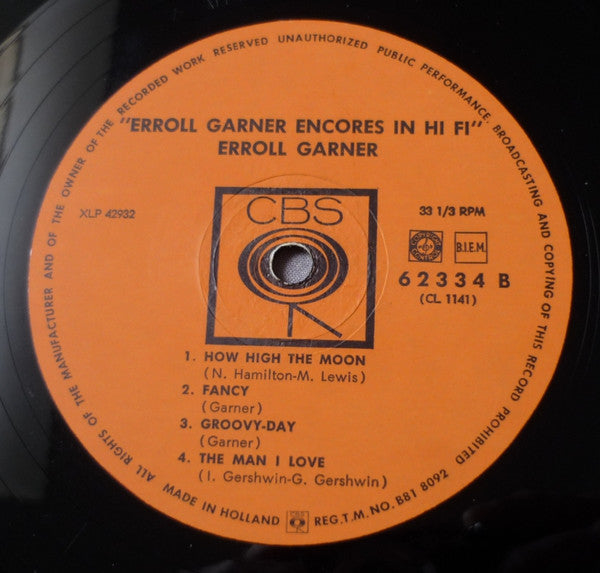 ALL RIGHTS OF THE MANUFACTURER AND OF THE OWNER OF THE RECORDED WORK RESERVED UNAUTHORIZED PUBLIC PERFORMANCE, BROADCASTING AND COPYING OF THIS RECORD PROHIBITED
"ERROLL GARNER ENCORES IN HI FI"
ERROLL GARNER
CBS
XLP 42932
33 1/3 RPM
B.I.E.M.
62334 B
(CL 1141)
1. HOW HIGH THE MOON
(N. Hamilton-M. Lewis)
2. FANCY
(Garner)
3. GROOVY-DAY
(Garner)
4. THE MAN I LOVE
(I. Gershwin-G. Gershwin)
MADE IN HOLLAND CBS REG.T.M. NO. B81 8092